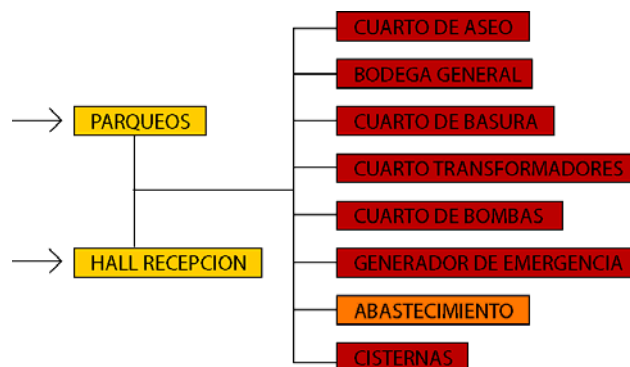 CUARTO DE ASEO
BODEGA GENERAL
PARQUEOS
CUARTO DE BASURA
CUARTO TRANSFORMADORES
CUARTO DE BOMBAS
HALL RECEPCION
GENERADOR DE EMERGENCIA
ABASTECIMIENTO
CISTERNAS